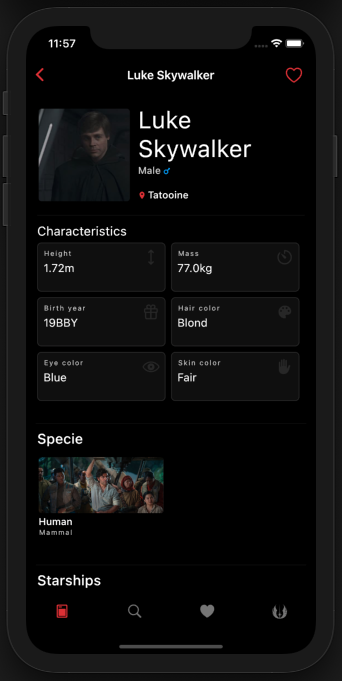 11:57
Luke Skywalker
Luke
Skywalker
Male
Tatooine
Characteristics
Height
1.72m
Mass
77.0kg
Birth year
19BBY
Hair color
Blond
Eye color
Blue
Skin color
Fair
Specie
Human
Mammal
Starships